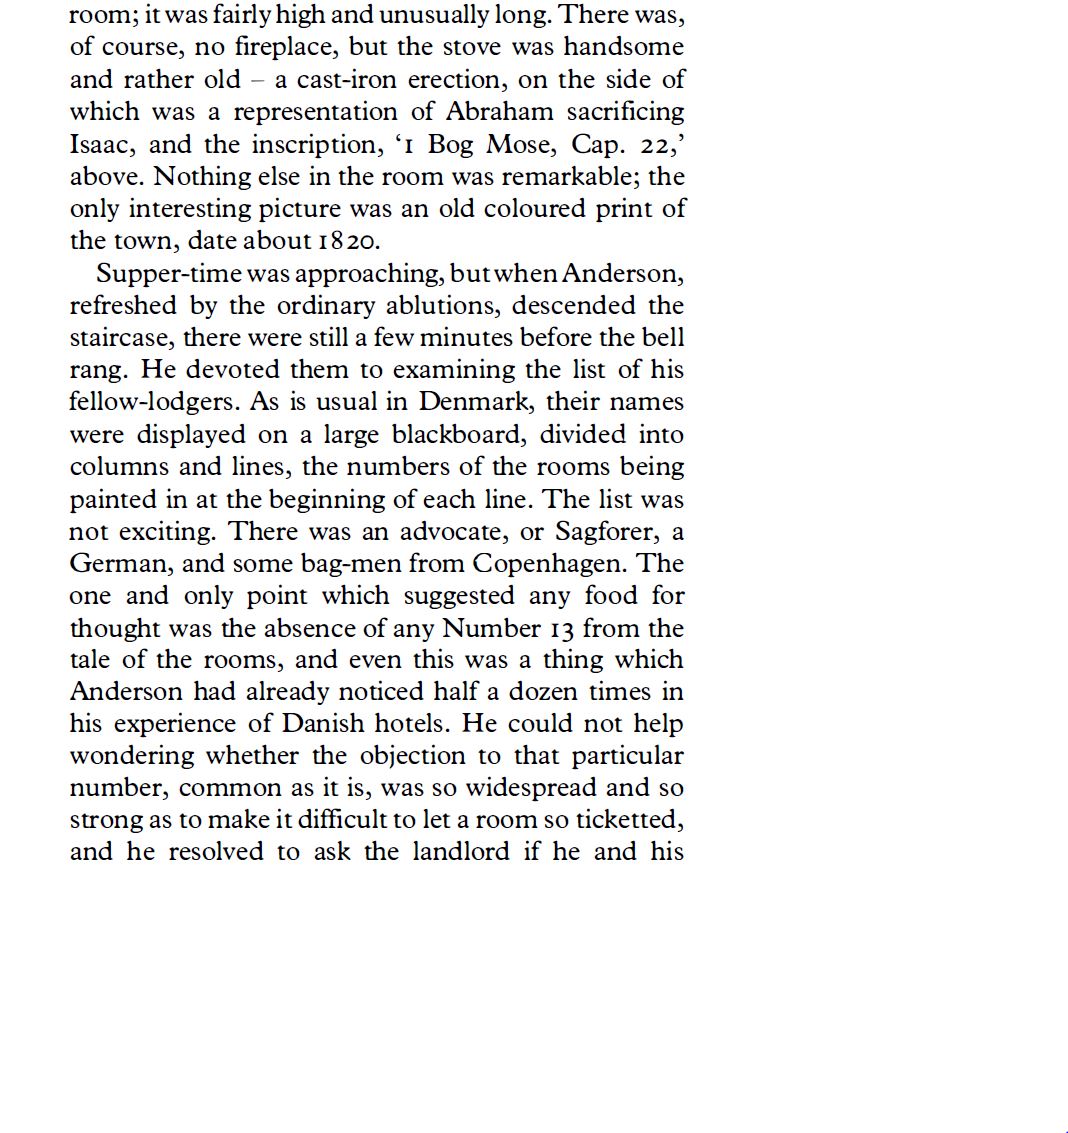 room; it was fairly high and unusually long. There was,
of course, no fireplace, but the stove was handsome
and rather old – a cast-iron erection, on the side of
which was a representation of Abraham sacrificing
Isaac, and the inscription, ‘1 Bog Mose, Cap. 22,’
above. Nothing else in the room was remarkable; the
only interesting picture was an old coloured print of
the town, date about 1820.
Supper-time was approaching, but when Anderson,
refreshed by the ordinary ablutions, descended the
staircase, there were still a few minutes before the bell
rang. He devoted them to examining the list of his
fellow-lodgers. As is usual in Denmark, their names
were displayed on a large blackboard, divided into
columns and lines, the numbers of the rooms being
painted in at the beginning of each line. The list was
not exciting. There was an advocate, or Sagforer, a
German, and some bag-men from Copenhagen. The
one and only point which suggested any food for
thought was the absence of any Number 13 from the
tale of the rooms, and even this was a thing which
Anderson had already noticed half a dozen times in
his experience of Danish hotels. He could not help
wondering whether the objection to that particular
number, common as it is, was so widespread and so
strong as to make it difficult to let a room so ticketted,
and he resolved to ask the landlord if he and his